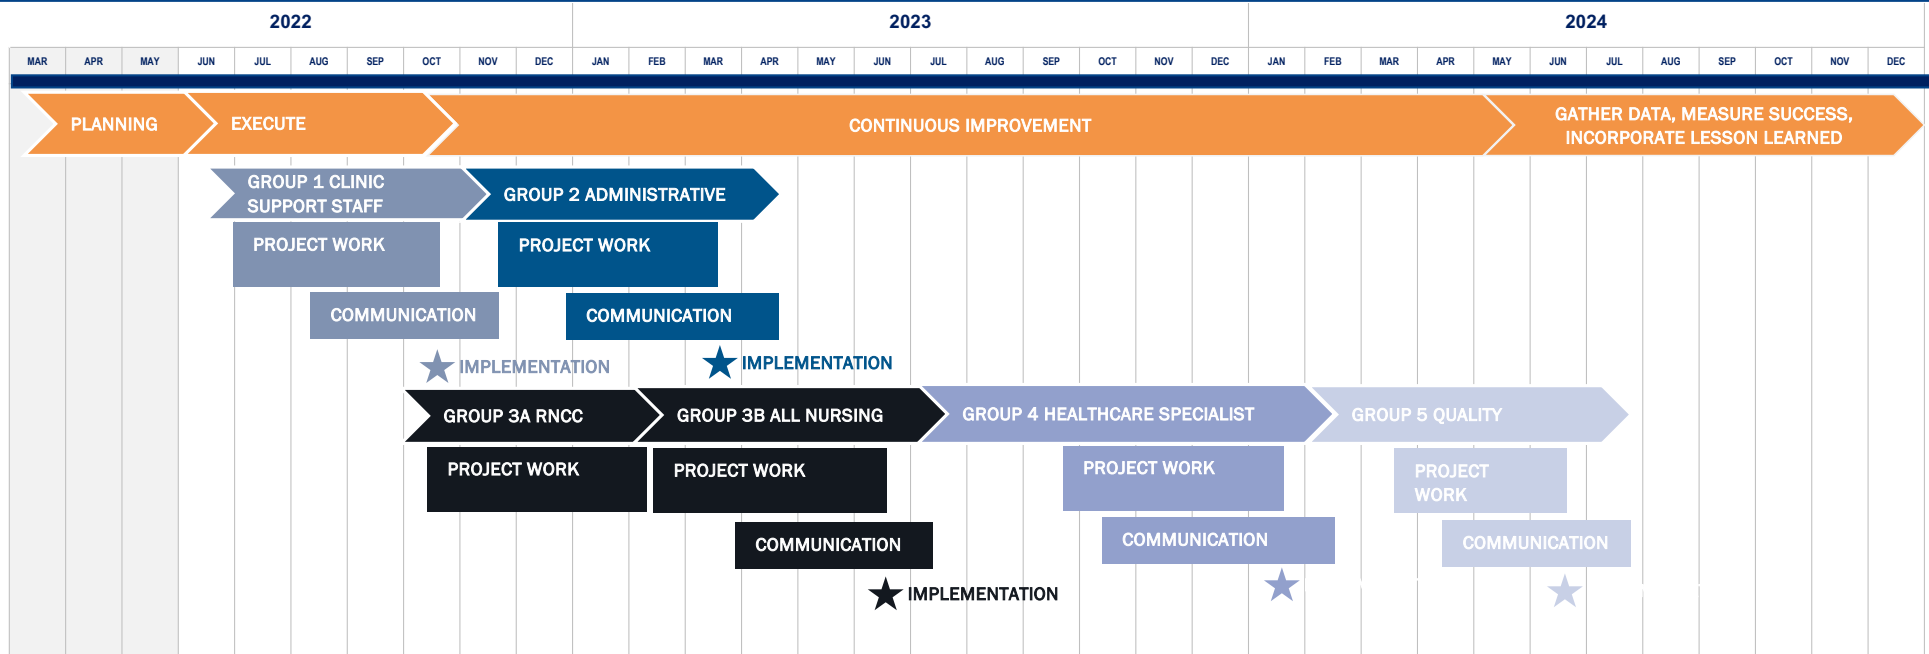 2022 2023 2024
MAR APR MAY JUN JUL AUG SEP OCT NOV DEC JAN FEB MAR APR MAY JUN JUL AUG SEP OCT NOV DEC JAN FEB MAR APR MAY JUN JUL AUG SEP OCT NOV DEC
PLANNING
EXECUTE
CONTINUOUS IMPROVEMENT
GATHER DATA, MEASURE SUCCESS,
INCORPORATE LESSON LEARNED
GROUP 1 CLINIC
SUPPORT STAFF
GROUP 2 ADMINISTRATIVE
PROJECT WORK
PROJECT WORK
COMMUNICATION
COMMUNICATION
IMPLEMENTATION
IMPLEMENTATION
GROUP 3A RNCC
GROUP 3B ALL NURSING
GROUP 4 HEALTHCARE SPECIALIST
GROUP 5 QUALITY
PROJECT WORK
PROJECT WORK
PROJECT WORK
PROJECT
WORK
COMMUNICATION
COMMUNICATION
COMMUNICATION
IMPLEMENTATION